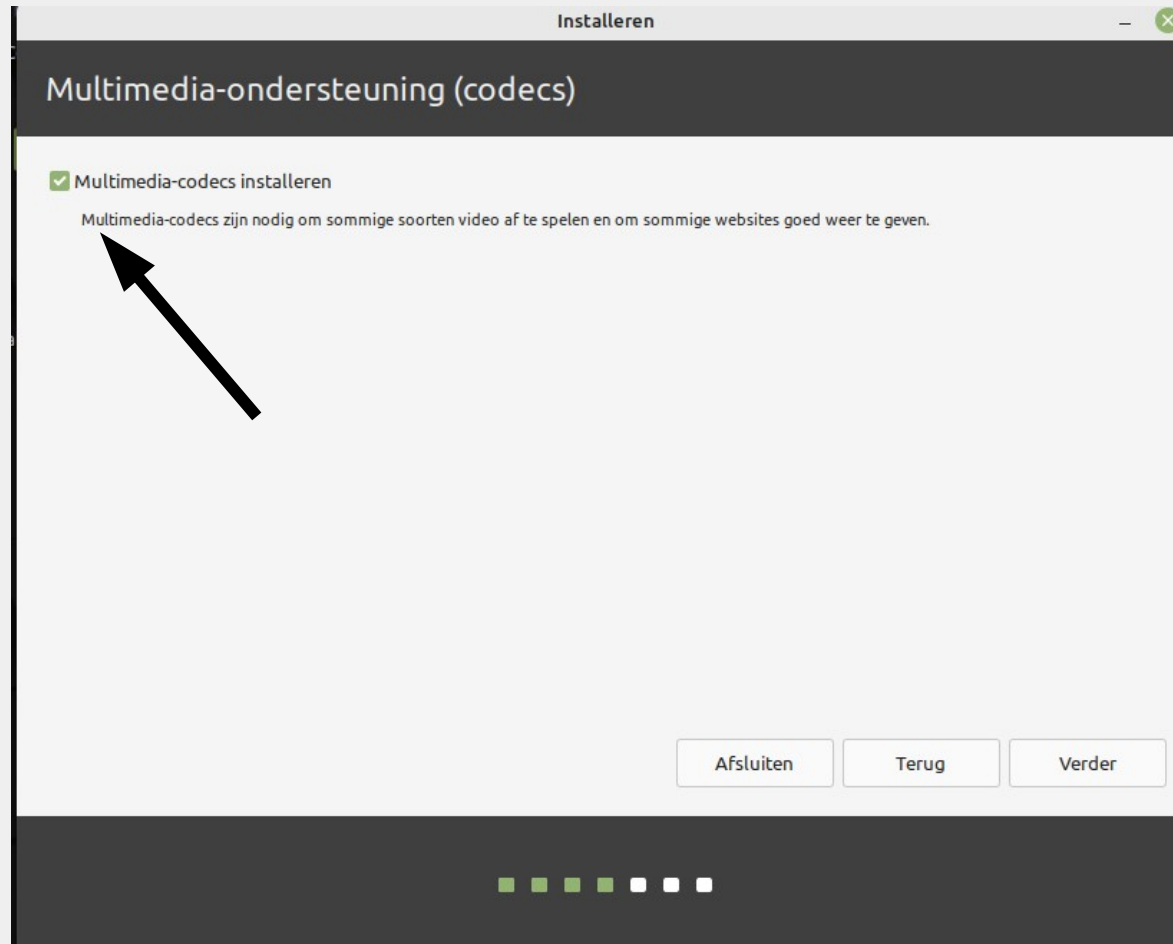 Installeren
Multimedia-ondersteuning (codecs)
Multimedia-codecs installeren
Multimedia-codecs zijn nodig om sommige soorten video af te spelen en om sommige websites goed weer te geven.
Afsluiten
Terug
Verder